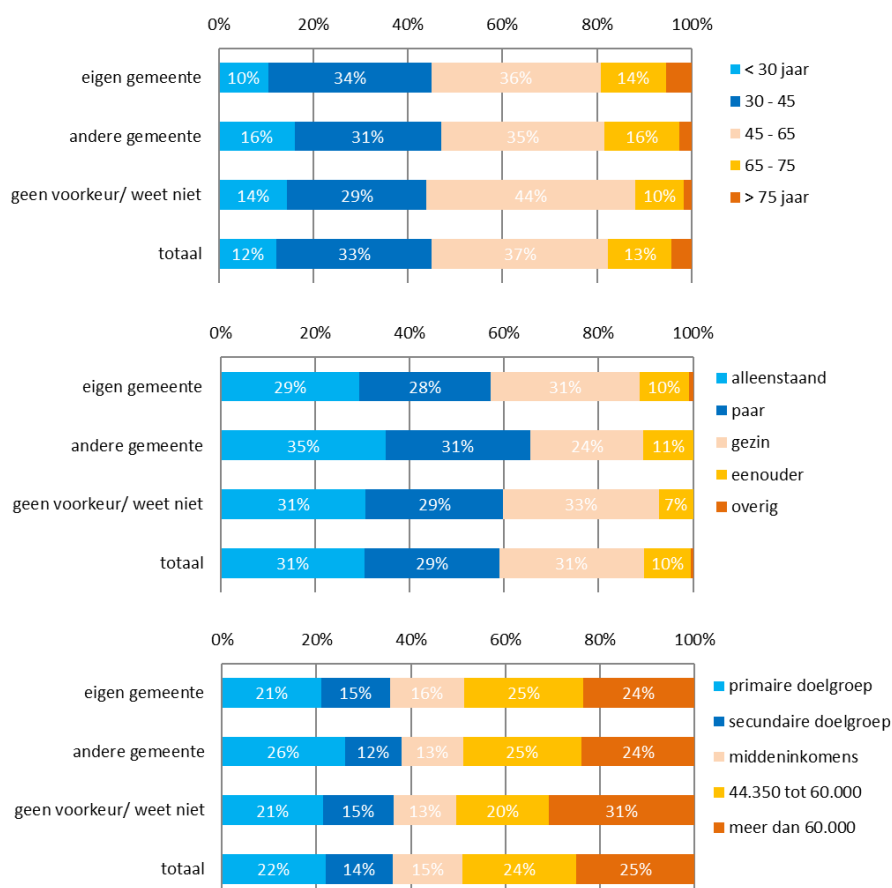 0% 20% 40% 60% 80% 100%
eigen gemeente 10% 34% 36% 14%
andere gemeente 16% 31% 35% 16%
geen voorkeur/ weet niet 14% 29% 44% 10%
totaal 12% 33% 37% 13%
< 30 jaar
30 - 45
45 - 65
65 - 75
> 75 jaar
0% 20% 40% 60% 80% 100%
eigen gemeente 29% 28% 31% 10%
andere gemeente 35% 31% 24% 11%
geen voorkeur/ weet niet 31% 29% 33% 7%
totaal 31% 29% 31% 10%
alleenstaand
paar
gezin
eenouder
overig
0% 20% 40% 60% 80% 100%
eigen gemeente 21% 15% 16% 25% 24%
andere gemeente 26% 12% 13% 25% 24%
geen voorkeur/ weet niet 21% 15% 13% 20% 31%
totaal 22% 14% 15% 24% 25%
primaire doelgroep
secundaire doelgroep
middeninkomens
44.350 tot 60.000
meer dan 60.000